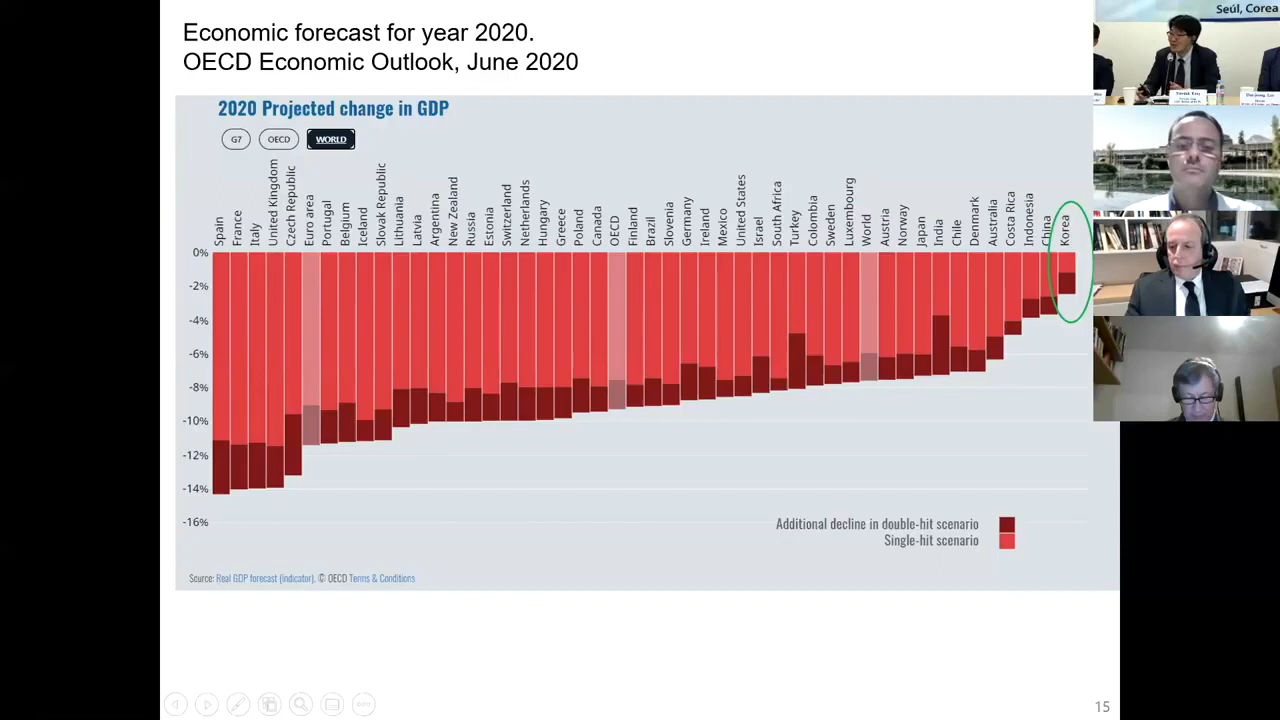 Economic forecast for year 2020.
OECD Economic Outlook, June 2020
2020 Projected change in GDP
G7
OECD
WORLD
Spain
France
Italy
United Kingdom
Czech Republic
Euro area
Portugal
Belgium
Iceland
Slovak Republic
Lithuania
Latvia
Argentina
New Zealand
Russia
Estonia
Switzerland
Netherlands
Hungary
Greece
Poland
Canada
OECD
Finland
Brazil
Slovenia
Germany
Ireland
Mexico
United States
Israel
South Africa
Turkey
Colombia
Sweden
Luxembourg
World
Austria
Norway
Japan
India
Chile
Denmark
Australia
Costa Rica
Indonesia
China
Korea
0%
-2%
-4%
-6%
-8%
-10%
-12%
-14%
-16%
Additional decline in double-hit scenario
Single-hit scenario
Source: Real GDP forecast (indicator). © OECD Terms & Conditions
15
Seúl, Corea